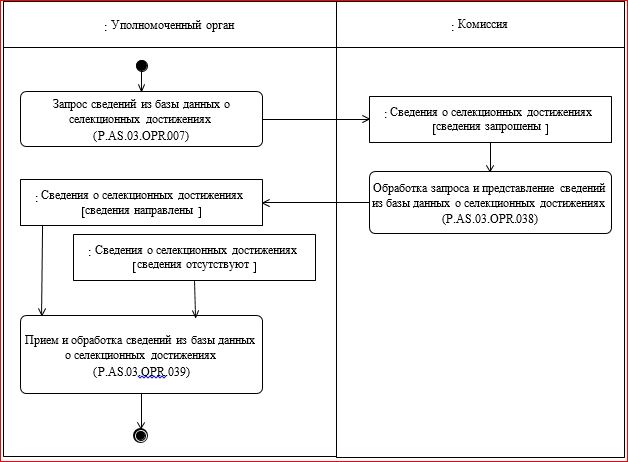 : Уполномоченный орган
: Комиссия
Запрос сведений из базы данных о
селекционных достижениях
(P.AS.03.OPR.007)
: Сведения о селекционных достижениях
[сведения запрошены ]
: Сведения о селекционных достижениях
[сведения направлены ]
Обработка запроса и представление сведений
из базы данных о селекционных достижениях
(P.AS.03.OPR.038)
: Сведения о селекционных достижениях
[сведения отсутствуют ]
Прием и обработка сведений из базы данных
о селекционных достижениях
(P.AS.03.OPR.039)